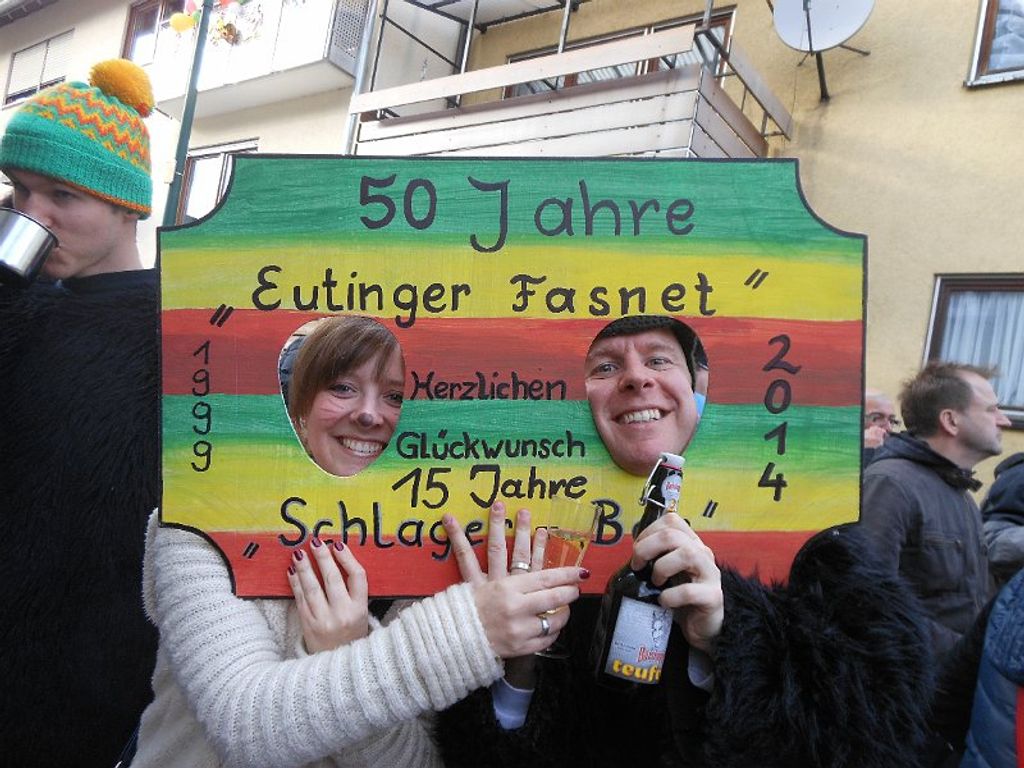 50 Jahre
"Eutinger Fasnet"
1999
2014
Herzlichen
Glückwunsch
15 Jahre
"Schlager